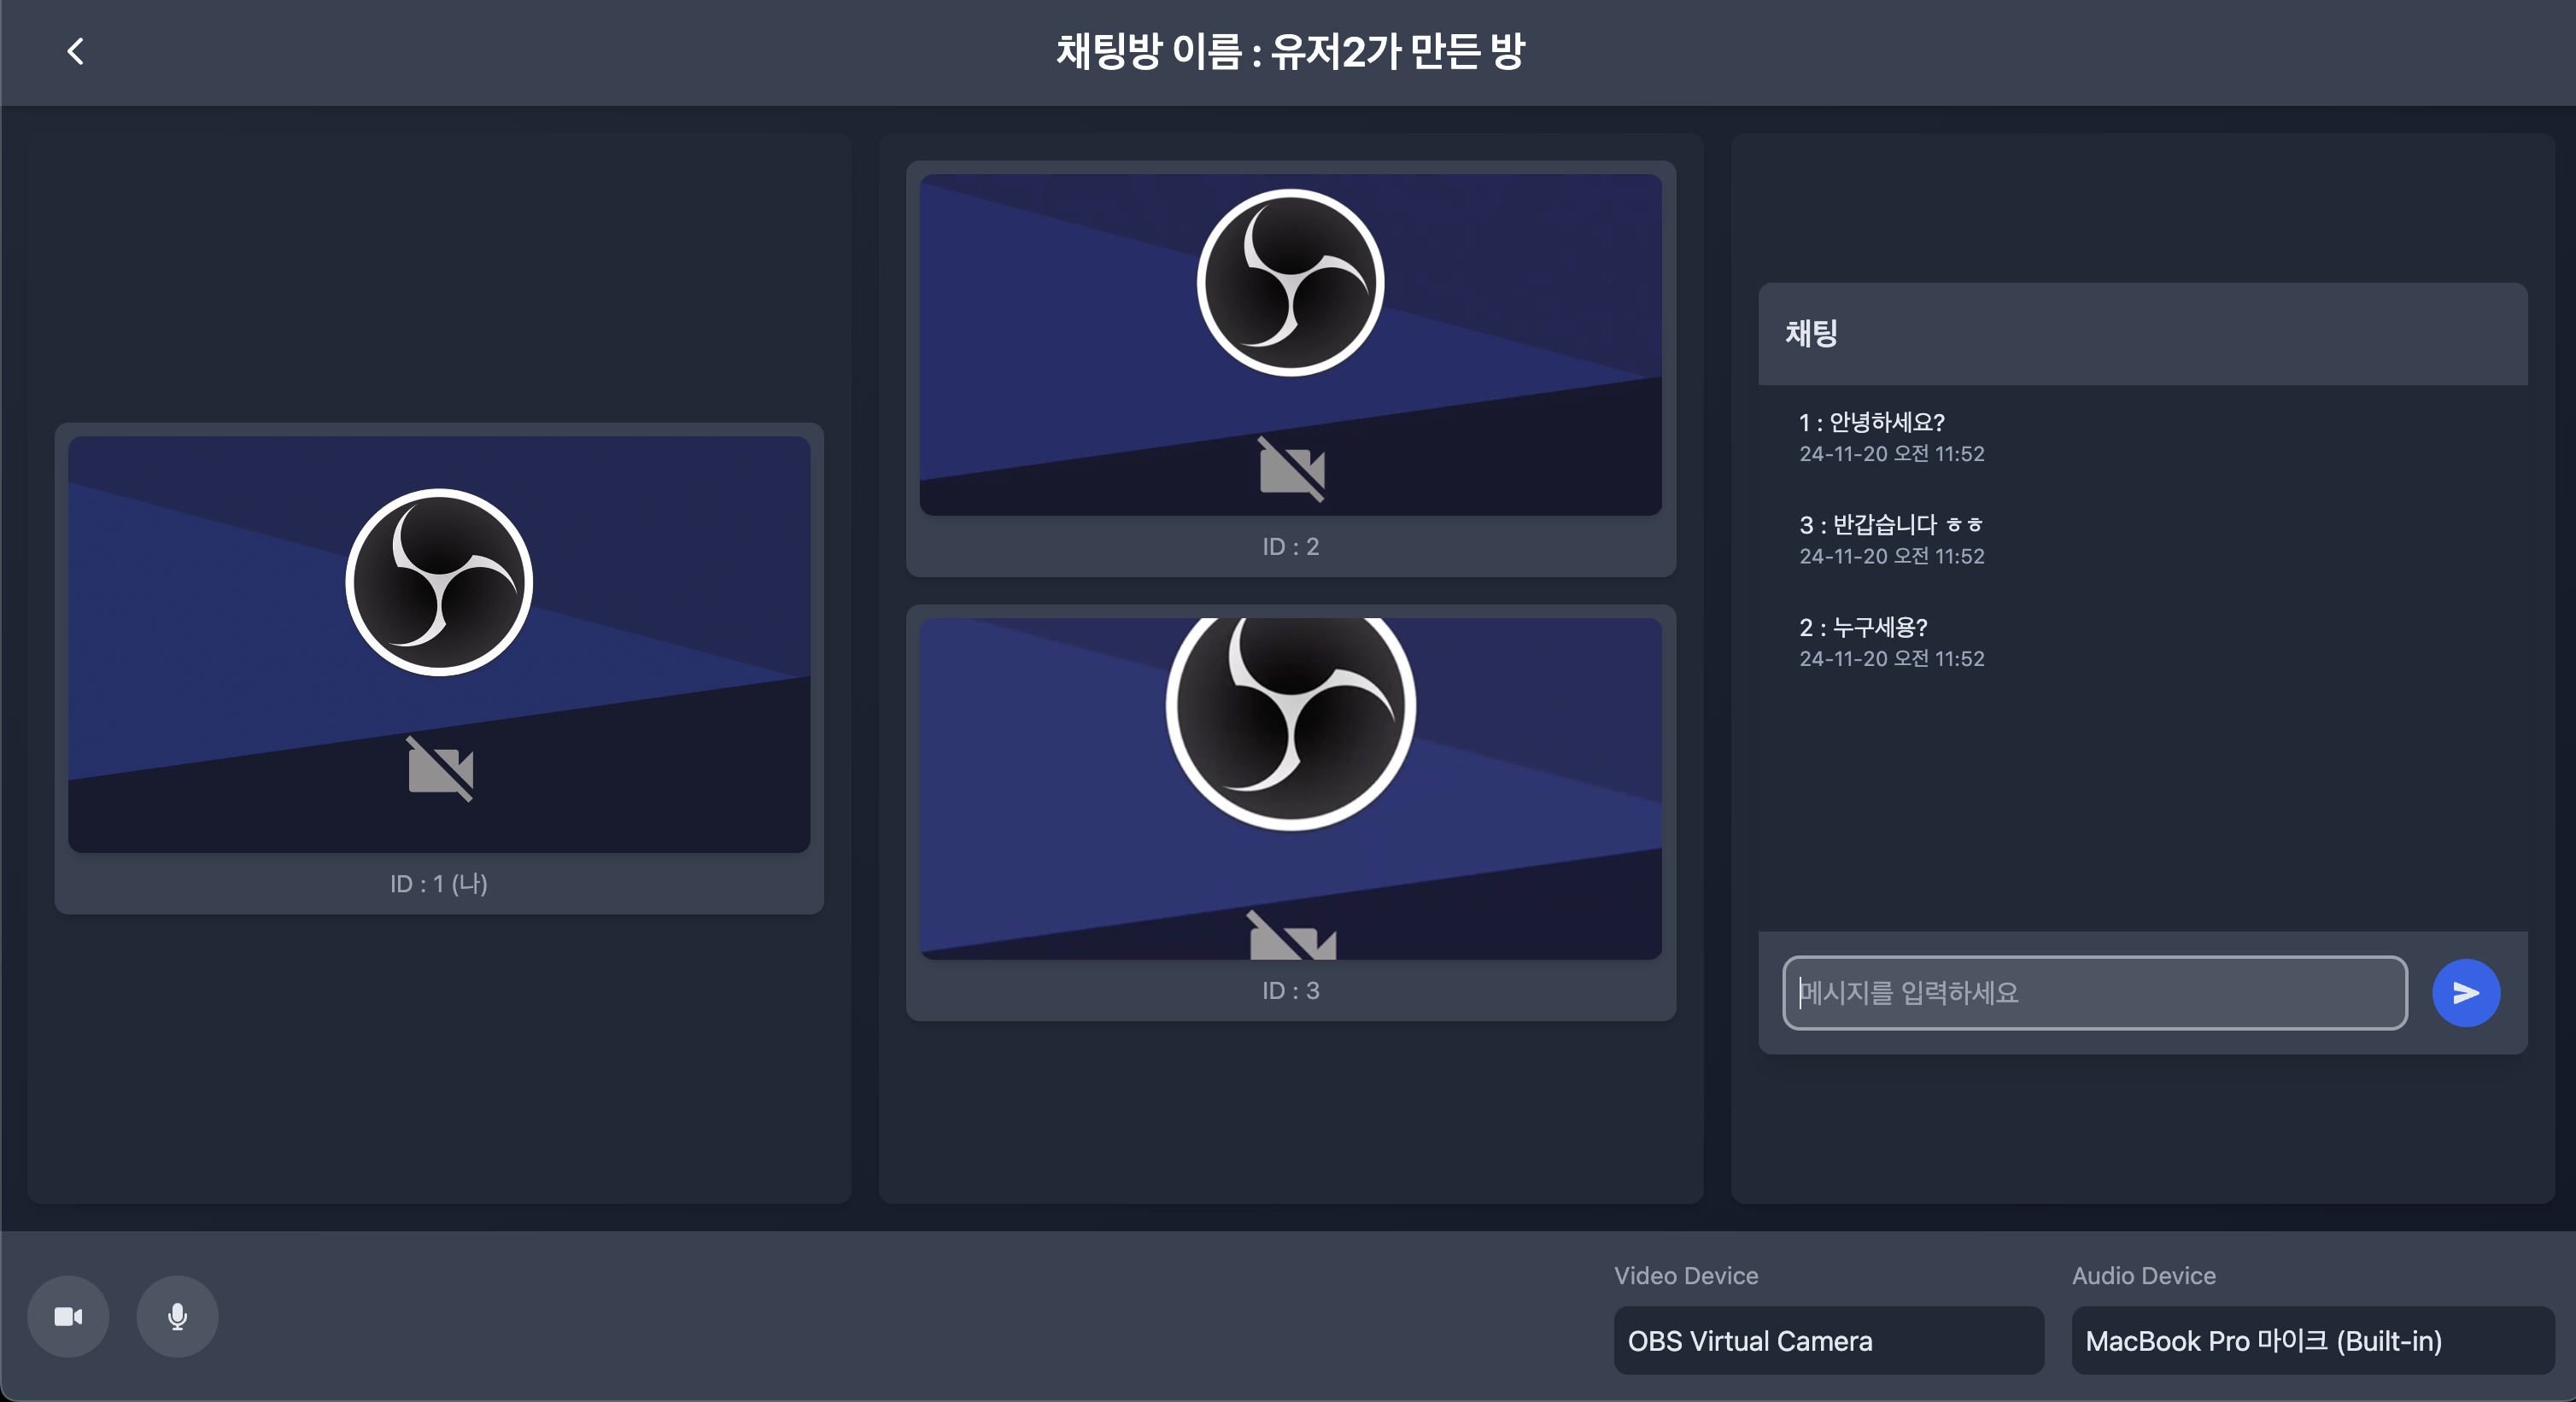 채팅방 이름 : 유저2가 만든 방
ID : 1 (나)
ID : 2
ID : 3
채팅
1 : 안녕하세요?
24-11-20 오전 11:52
3 : 반갑습니다 ㅎㅎ
24-11-20 오전 11:52
2 : 누구세용?
24-11-20 오전 11:52
메시지를 입력하세요
Video Device
OBS Virtual Camera
Audio Device
MacBook Pro 마이크 (Built-in)